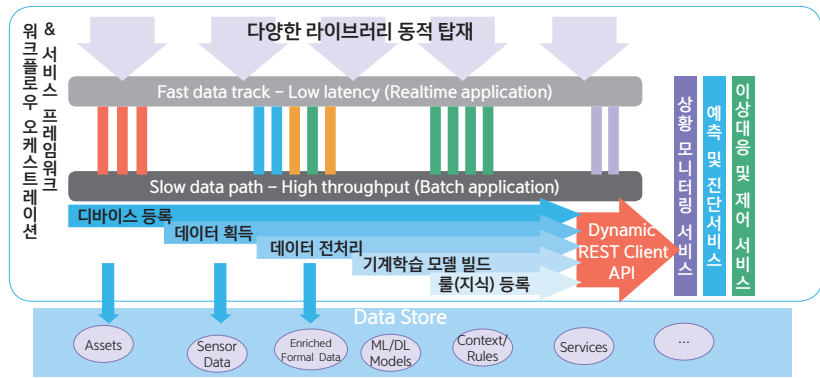 워크플로우 오케스트레이션
& 서비스 프레임워크
다양한 라이브러리 동적 탑재
Fast data track – Low latency (Realtime application)
Slow data path – High throughput (Batch application)
디바이스 등록
데이터 획득
데이터 전처리
기계학습 모델 빌드
룰(지식) 등록
Dynamic
REST Client
API
상황 모니터링 서비스
예측 및 진단서비스
이상대응 및 제어 서비스
Data Store
Assets
Sensor
Data
Enriched
Formal Data
ML/DL
Models
Context/
Rules
Services
...